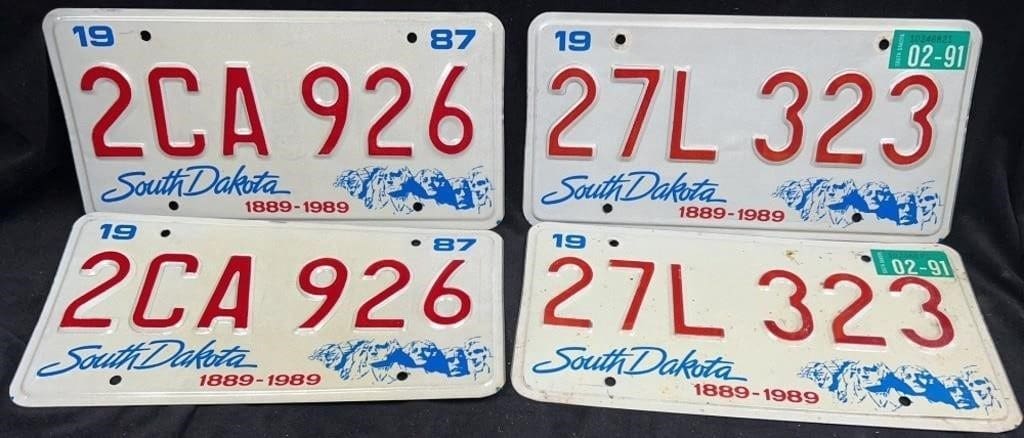 19 87
2CA 926
South Dakota
1889-1989
19 02-91
27L 323
South Dakota
1889-1989
19 87
2CA 926
South Dakota
1889-1989
19 02-91
27L 323
South Dakota
1889-1989